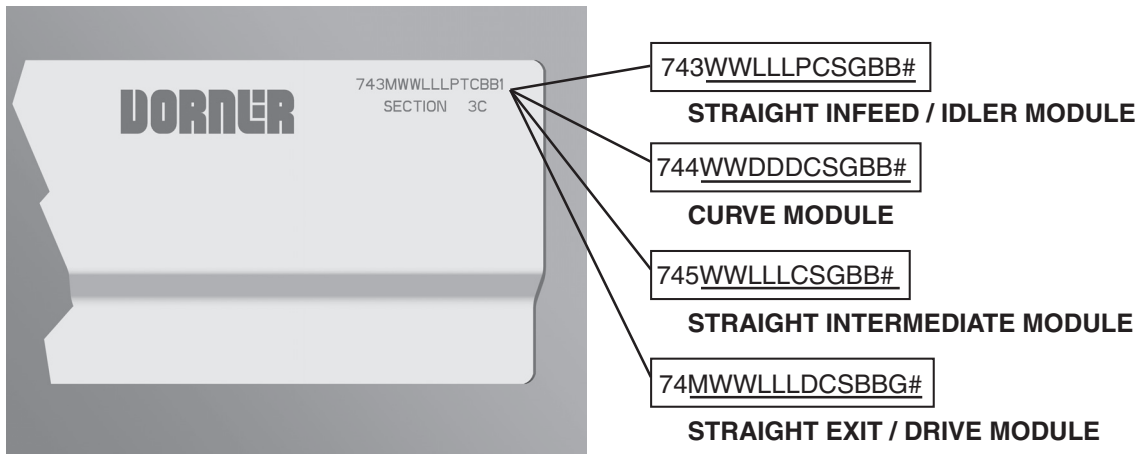 DORNER
743MWWLLLPTCBB1
SECTION 3C
743WWLLLPCSGBB#
STRAIGHT INFEED / IDLER MODULE
744WWDDDCSGBB#
CURVE MODULE
745WWLLLCSGBB#
STRAIGHT INTERMEDIATE MODULE
74MWWLLLDCSBBG#
STRAIGHT EXIT / DRIVE MODULE